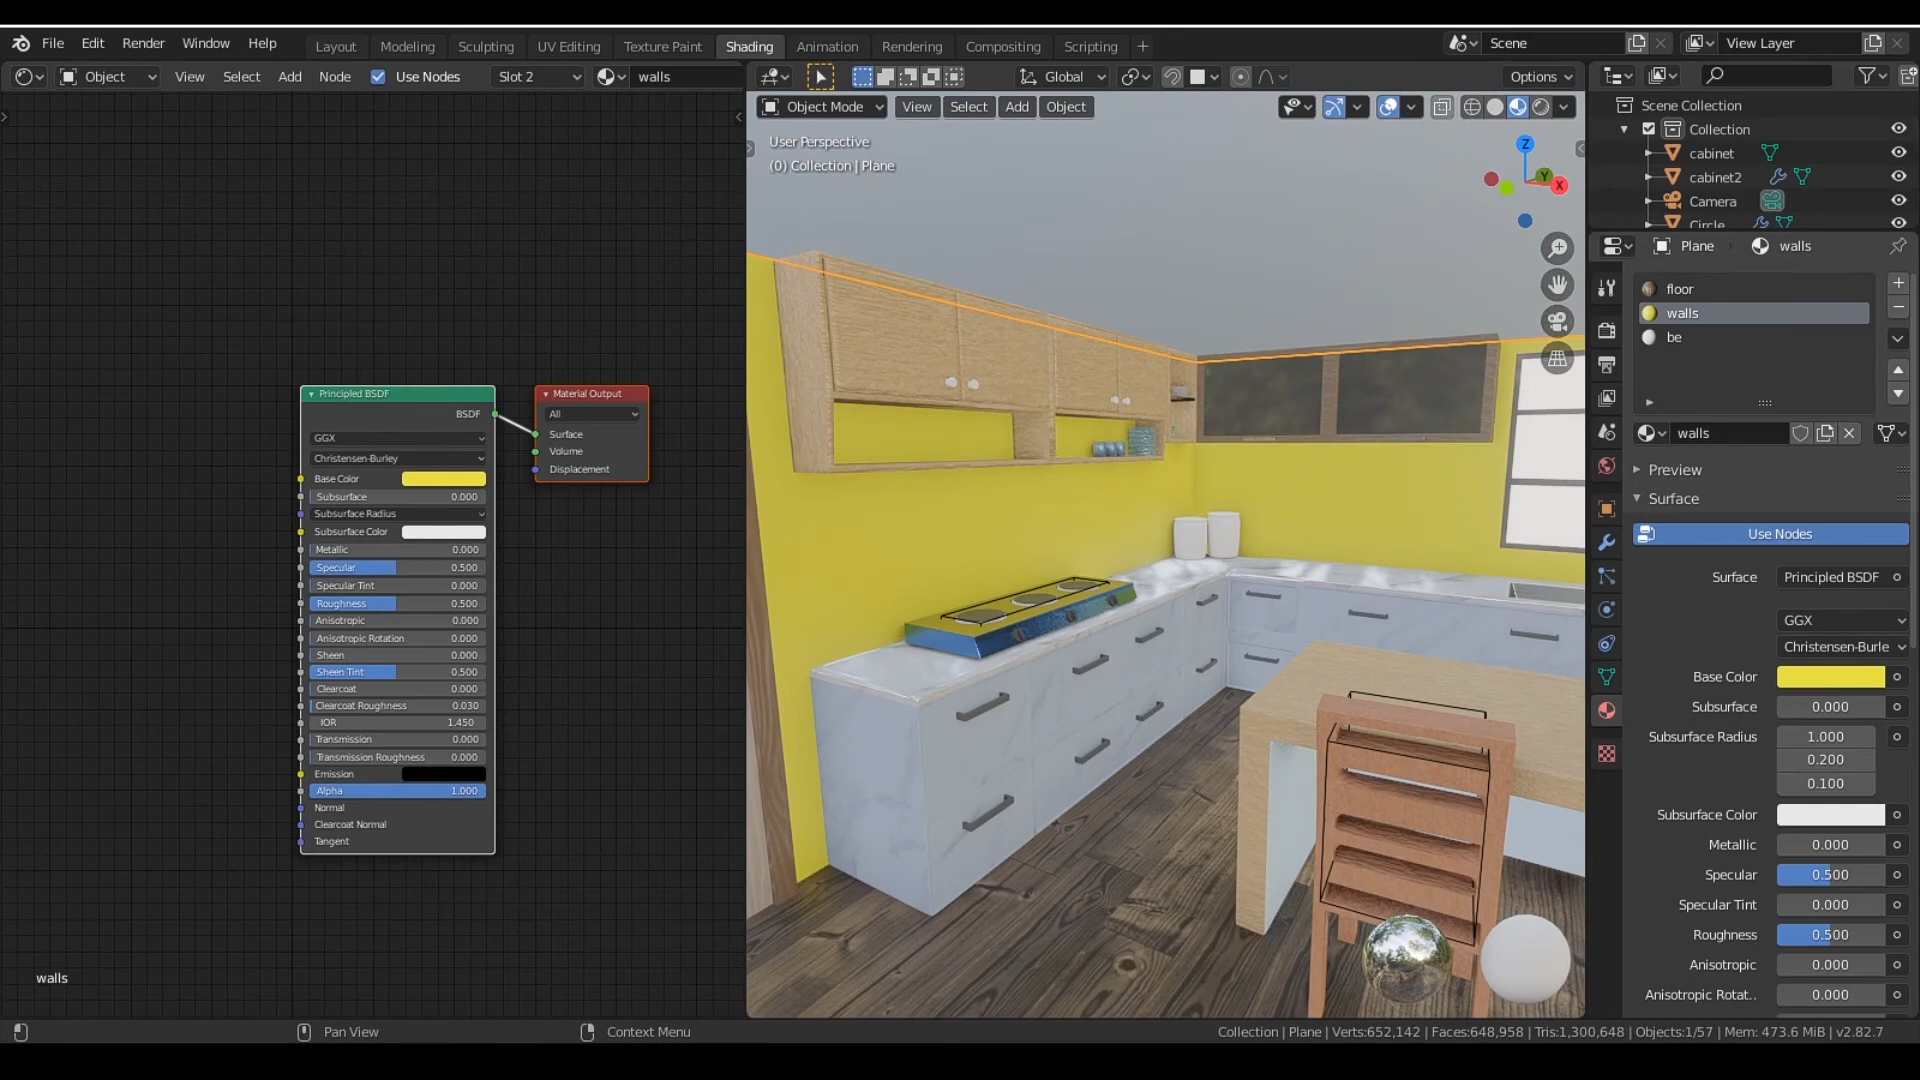 File Edit Render Window Help Layout Modeling Sculpting UV Editing Texture Paint Shading Animation Rendering Compositing Scripting + Scene View Layer
Object View Select Add Node Use Nodes Slot 2 walls Global Options
Object Mode View Select Add Object
User Perspective
(0) Collection | Plane
Z
Y
X
Principled BSDF
BSDF
GGX
Christensen-Burley
Base Color
Subsurface 0.000
Subsurface Radius
Subsurface Color
Metallic 0.000
Specular 0.500
Specular Tint 0.000
Roughness 0.500
Anisotropic 0.000
Anisotropic Rotation 0.000
Sheen 0.000
Sheen Tint 0.500
Clearcoat 0.000
Clearcoat Roughness 0.030
IOR 1.450
Transmission 0.000
Transmission Roughness 0.000
Emission
Alpha 1.000
Normal
Clearcoat Normal
Tangent
Material Output
All
Surface
Volume
Displacement
walls
Scene Collection
Collection
cabinet
cabinet2
Camera
Circle
Plane walls
floor
walls
be
walls
Preview
Surface
Use Nodes
Surface Principled BSDF
GGX
Christensen-Burle
Base Color
Subsurface 0.000
Subsurface Radius 1.000
0.200
0.100
Subsurface Color
Metallic 0.000
Specular 0.500
Specular Tint 0.000
Roughness 0.500
Anisotropic 0.000
Anisotropic Rotat.. 0.000
Pan View Context Menu Collection | Plane | Verts:652,142 | Faces:648,958 | Tris:1,300,648 | Objects:1/57 | Mem: 473.6 MiB | v2.82.7